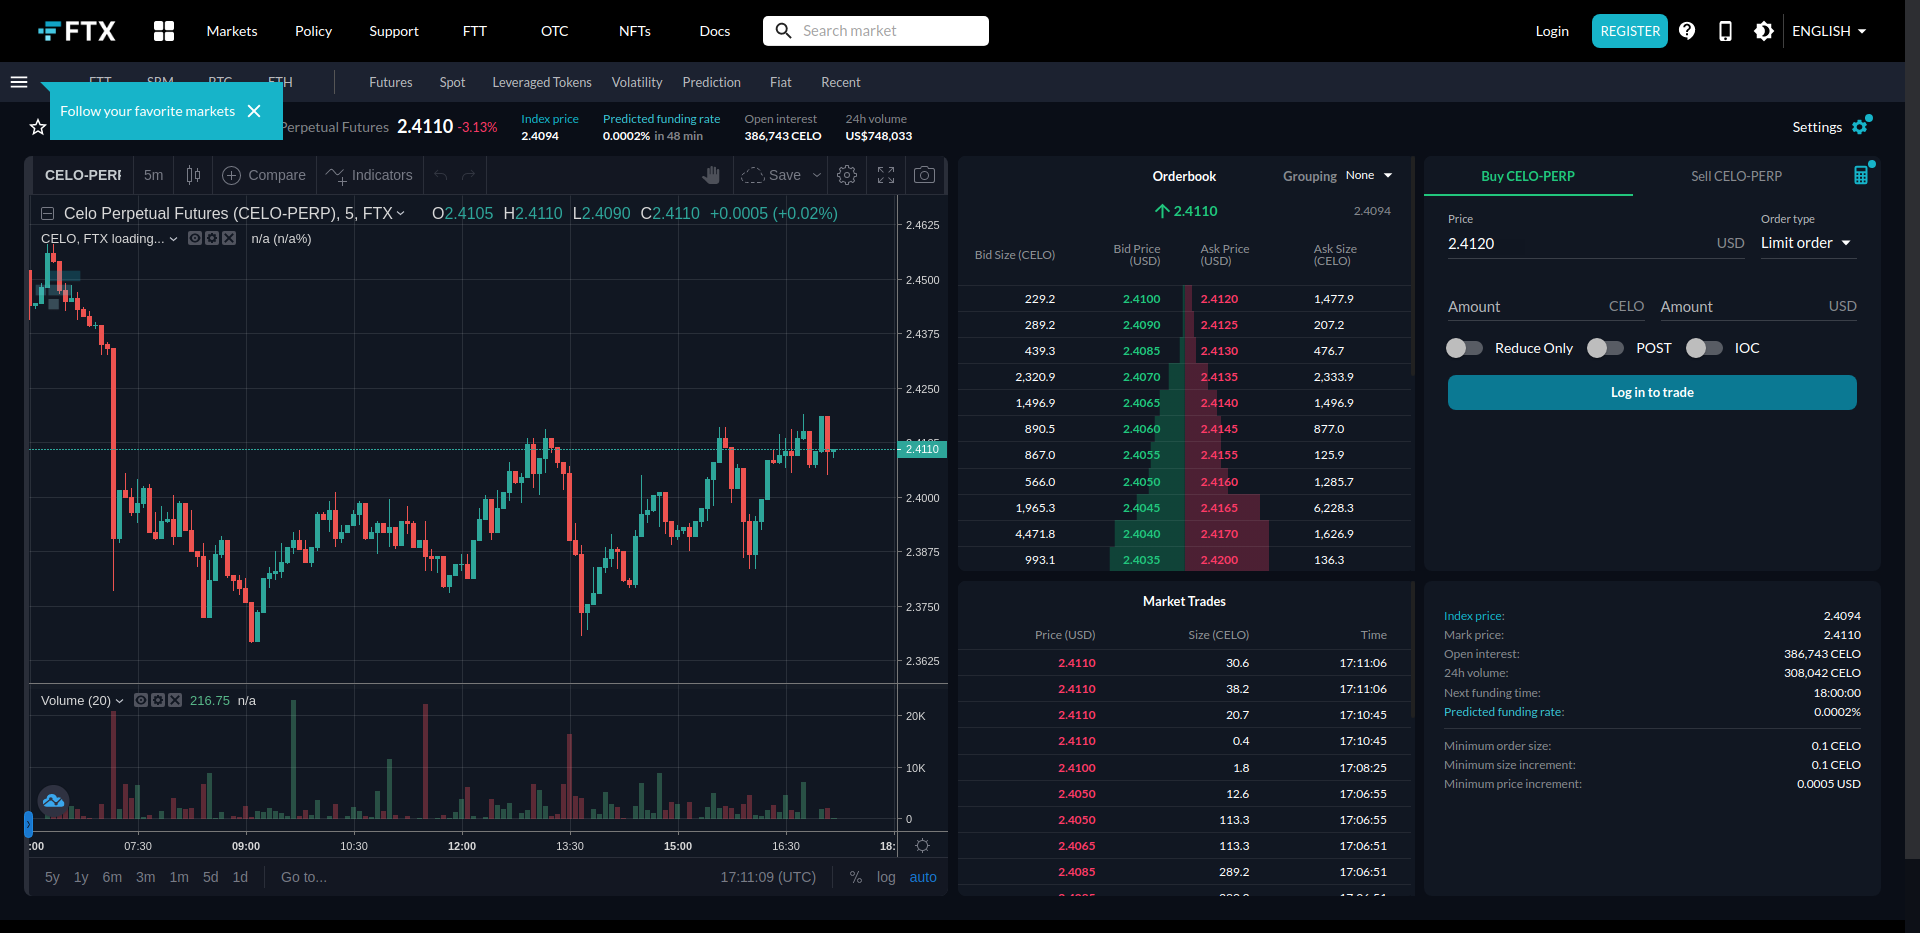 FTX Markets Policy Support FTT OTC NFTs Docs Search market Login REGISTER ENGLISH
FTT SRM BTC ETH Futures Spot Leveraged Tokens Volatility Prediction Fiat Recent
Follow your favorite markets
Perpetual Futures 2.4110 -3.13%
Index price
2.4094
Predicted funding rate
0.0002% in 48 min
Open interest
386,743 CELO
24h volume
US$748,033
Settings
CELO-PERP 5m Compare Indicators Save
Celo Perpetual Futures (CELO-PERP), 5, FTX O2.4105 H2.4110 L2.4090 C2.4110 +0.0005 (+0.02%)
CELO, FTX loading... n/a (n/a%)
2.4625
2.4500
2.4375
2.4250
2.4125
2.4110
2.4000
2.3875
2.3750
2.3625
Volume (20) 216.75 n/a
20K
10K
0
:00 07:30 09:00 10:30 12:00 13:30 15:00 16:30 18:
5y 1y 6m 3m 1m 5d 1d Go to... 17:11:09 (UTC) % log auto
Orderbook Grouping None
2.4110 2.4094
Bid Size (CELO) Bid Price (USD) Ask Price (USD) Ask Size (CELO)
229.2 2.4100 2.4120 1,477.9
289.2 2.4090 2.4125 207.2
439.3 2.4085 2.4130 476.7
2,320.9 2.4070 2.4135 2,333.9
1,496.9 2.4065 2.4140 1,496.9
890.5 2.4060 2.4145 877.0
867.0 2.4055 2.4155 125.9
566.0 2.4050 2.4160 1,285.7
1,965.3 2.4045 2.4165 6,228.3
4,471.8 2.4040 2.4170 1,626.9
993.1 2.4035 2.4200 136.3
Market Trades
Price (USD) Size (CELO) Time
2.4110 30.6 17:11:06
2.4110 38.2 17:11:06
2.4110 20.7 17:10:45
2.4110 0.4 17:10:45
2.4100 1.8 17:08:25
2.4050 12.6 17:06:55
2.4050 113.3 17:06:55
2.4065 113.3 17:06:51
2.4085 289.2 17:06:51
Buy CELO-PERP Sell CELO-PERP
Price Order type
2.4120 USD Limit order
Amount CELO Amount USD
Reduce Only POST IOC
Log in to trade
Index price: 2.4094
Mark price: 2.4110
Open interest: 386,743 CELO
24h volume: 308,042 CELO
Next funding time: 18:00:00
Predicted funding rate: 0.0002%
Minimum order size: 0.1 CELO
Minimum size increment: 0.1 CELO
Minimum price increment: 0.0005 USD